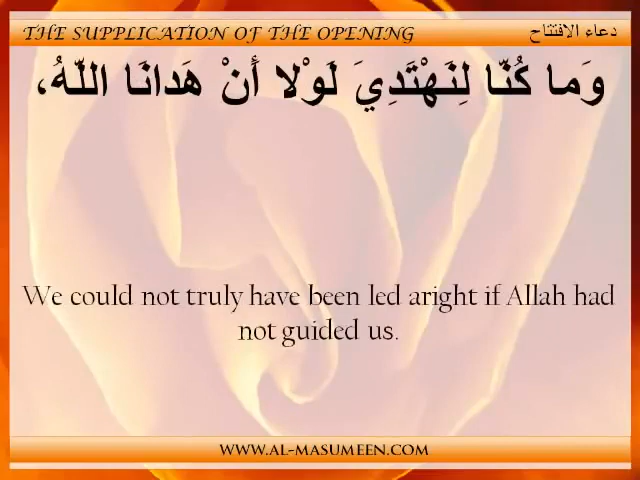 THE SUPPLICATION OF THE OPENING دعاء الافتتاح
وَما كُنّا لِنَهْتَدِيَ لَوْلا أَنْ هَدانَا اللّهُ،
We could not truly have been led aright if Allah had
not guided us.
WWW.AL-MASUMEEN.COM